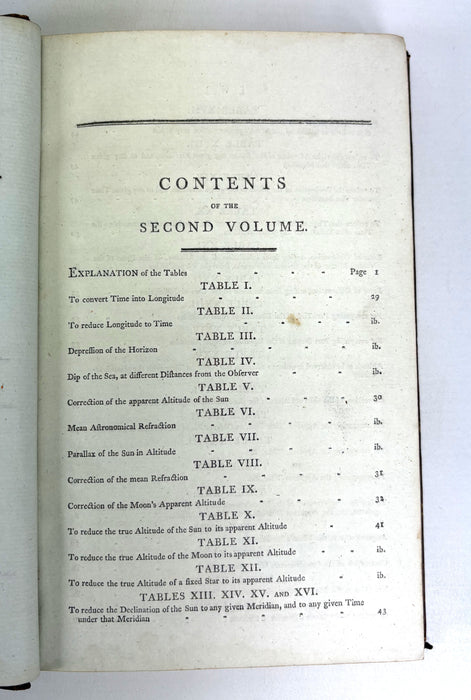 CONTENTS
OF THE
SECOND VOLUME.
EXPLANATION of the Tables - - - - Page 1
TABLE I.
To convert Time into Longitude - - - - 29
TABLE II.
To reduce Longitude to Time - - - - ib.
TABLE III.
Depreſſion of the Horizon - - - - - ib.
TABLE IV.
Dip of the Sea, at different Diſtances from the Obſerver - - - ib.
TABLE V.
Correction of the apparent Altitude of the Sun - - - - 30
TABLE VI.
Mean Aſtronomical Refraction - - - - ib.
TABLE VII.
Parallax of the Sun in Altitude - - - - ib.
TABLE VIII.
Correction of the mean Refraction - - - - 31
TABLE IX.
Correction of the Moon's Apparent Altitude - - - - 32
TABLE X.
To reduce the true Altitude of the Sun to its apparent Altitude - - 41
TABLE XI.
To reduce the true Altitude of the Moon to its apparent Altitude - - ib.
TABLE XII.
To reduce the true Altitude of a fixed Star to its apparent Altitude - ib.
TABLES XIII. XIV. XV. AND XVI.
To reduce the Declination of the Sun to any given Meridian, and to any given Time
under that Meridian - - - - - - 43